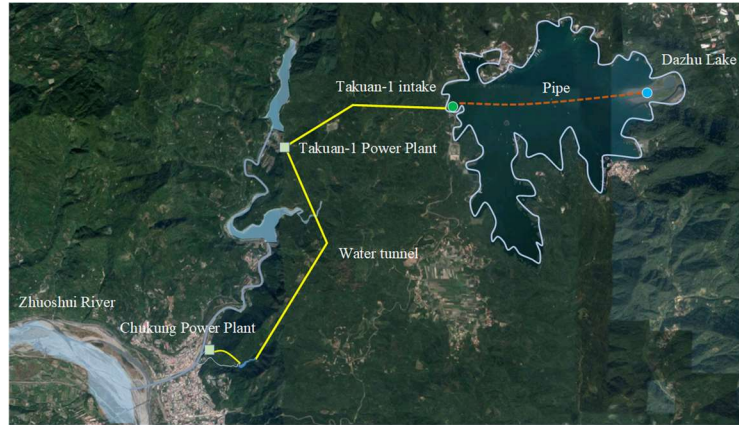 Dazhu Lake
Takuan-1 intake
Pipe
Takuan-1 Power Plant
Water tunnel
Zhuoshui River
Chukung Power Plant